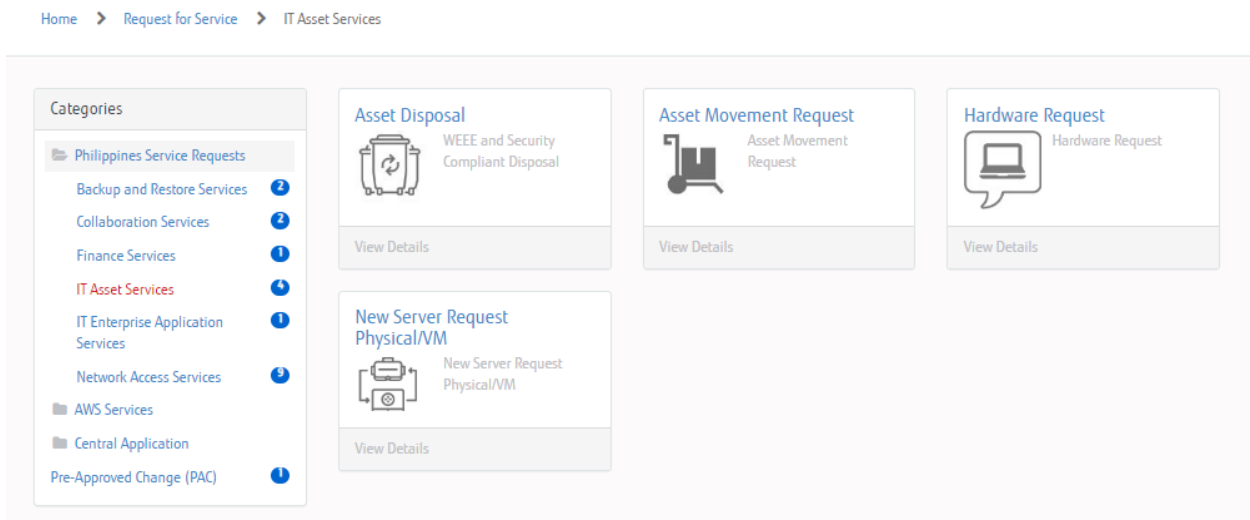 Home > Request for Service > IT Asset Services
Categories
Philippines Service Requests
Backup and Restore Services 2
Collaboration Services 2
Finance Services 1
IT Asset Services 4
IT Enterprise Application 1
Services
Network Access Services 9
AWS Services
Central Application
Pre-Approved Change (PAC) 1
Asset Disposal
WEEE and Security
Compliant Disposal
View Details
Asset Movement Request
Asset Movement
Request
View Details
Hardware Request
Hardware Request
View Details
New Server Request
Physical/VM
New Server Request
Physical/VM
View Details